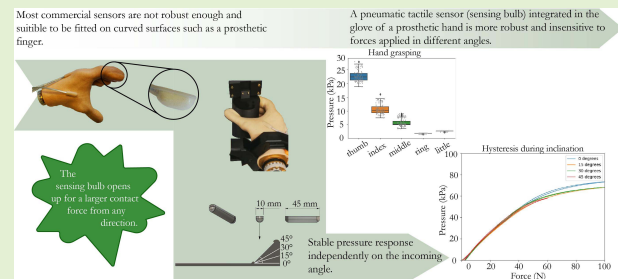 Most commercial sensors are not robust enough and
suitible to be fitted on curved surfaces such as a prosthetic
finger.
A pneumatic tactile sensor (sensing bulb) integrated in the
glove of a prosthetic hand is more robust and insensitive to
forces applied in different angles.
Hand grasping
Pressure (kPa)
30
25
20
15
10
5
0
thumb
index
middle
ring
little
The
sensing bulb opens
up for a larger contact
force from any
direction.
10 mm
45 mm
45°
30°
15°
0°
Stable pressure response
independently on the incoming
angle.
Hysteresis during inclination
Pressure (kPa)
100
80
60
40
20
0
0 degrees
15 degrees
30 degrees
45 degrees
0
20
40
60
80
100
Force (N)